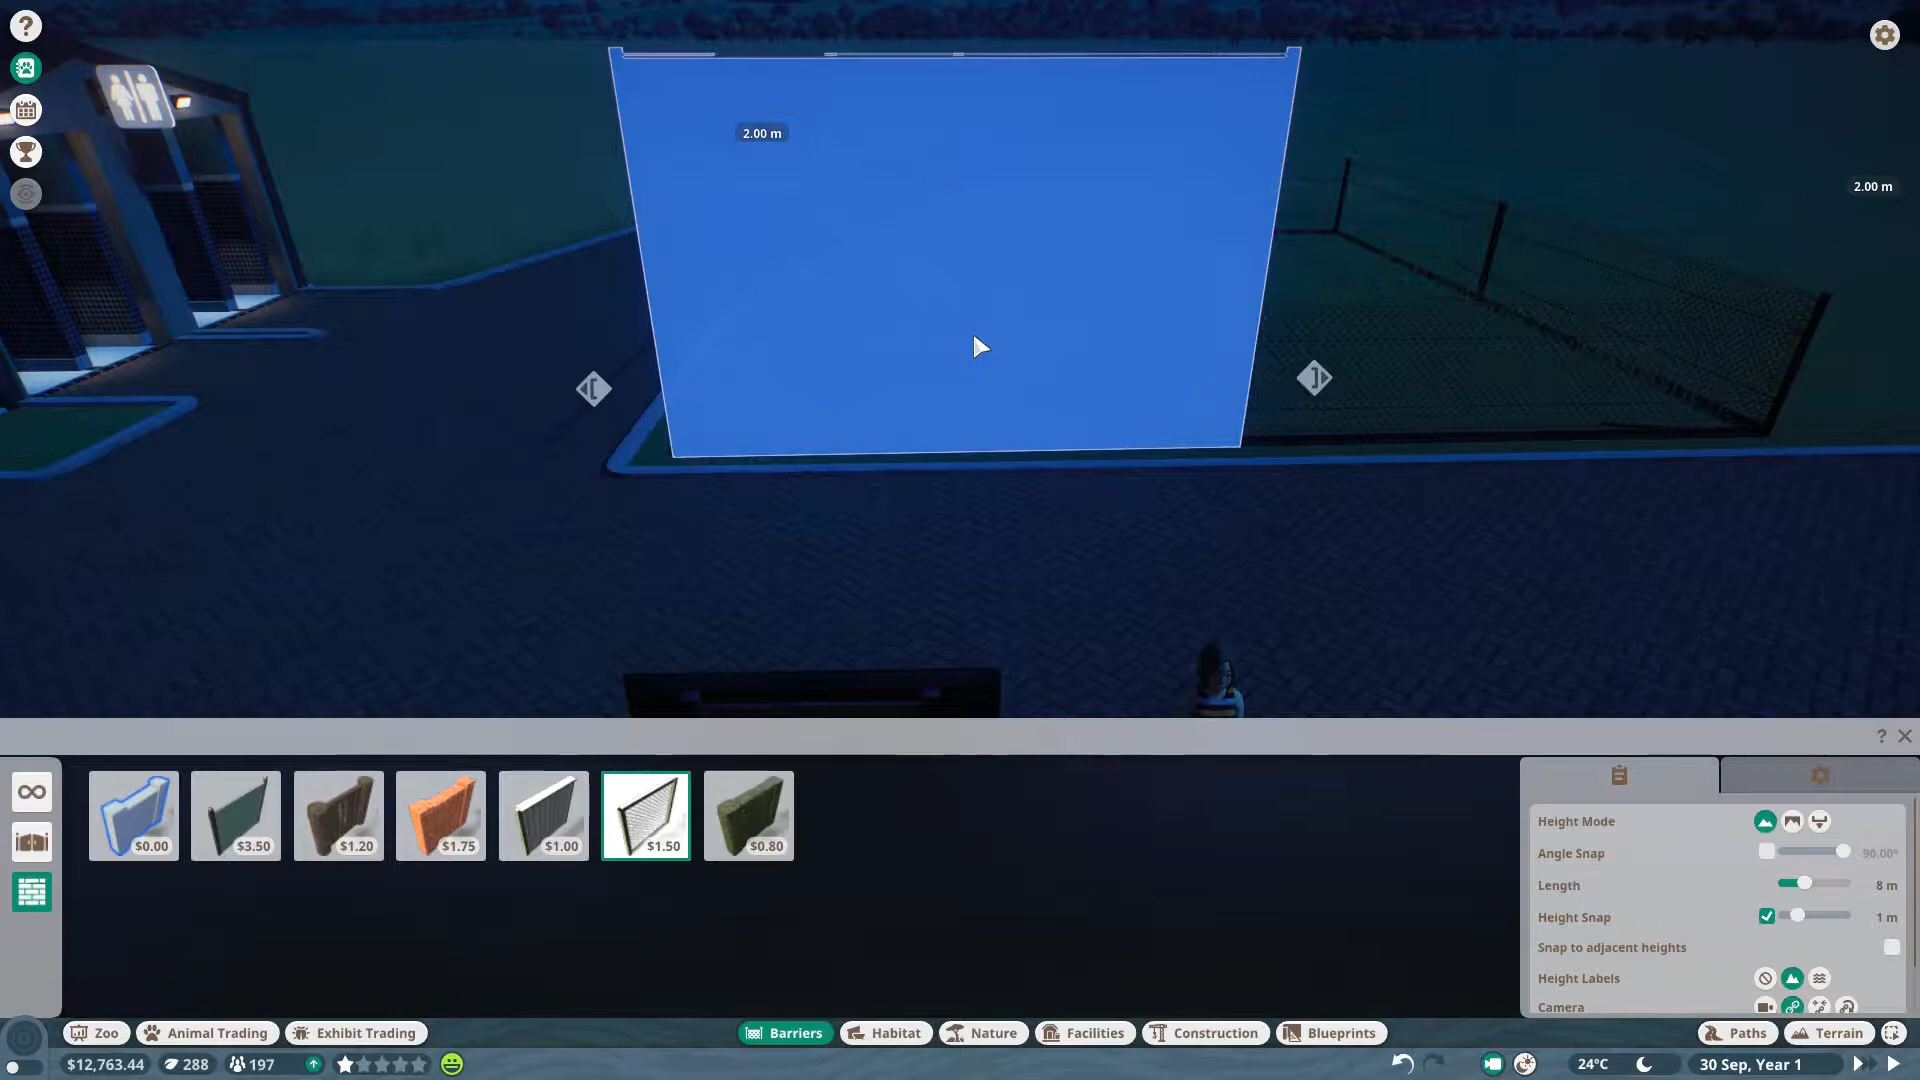 2.00 m
2.00 m
$0.00
$3.50
$1.20
$1.75
$1.00
$1.50
$0.80
?
?
Height Mode
Angle Snap
90.00°
Length
8 m
Height Snap
1 m
Snap to adjacent heights
Height Labels
Camera
Zoo
Animal Trading
Exhibit Trading
Barriers
Habitat
Nature
Facilities
Construction
Blueprints
Paths
Terrain
$12,763.44
288
197
24°C
30 Sep, Year 1